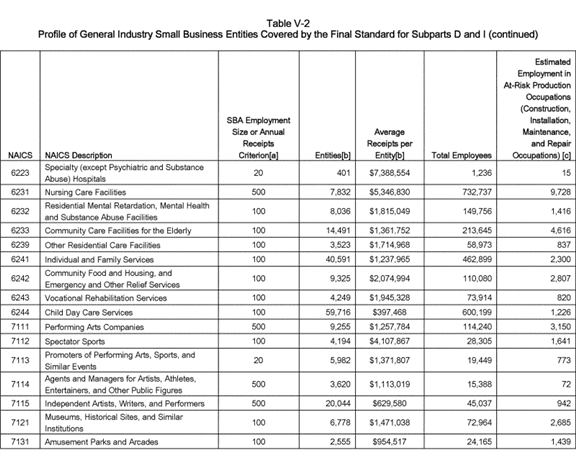 Table V-2
Profile of General Industry Small Business Entities Covered by the Final Standard for Subparts D and I (continued)
NAICS NAICS Description SBA Employment Size or Annual Receipts Criterion[a] Entities[b] Average Receipts per Entity[b] Total Employees Estimated Employment in At-Risk Production Occupations (Construction, Installation, Maintenance, and Repair Occupations) [c]
6223 Specialty (except Psychiatric and Substance Abuse) Hospitals 20 401 $7,388,554 1,236 15
6231 Nursing Care Facilities 500 7,832 $5,346,830 732,737 9,728
6232 Residential Mental Retardation, Mental Health and Substance Abuse Facilities 100 8,036 $1,815,049 149,756 1,416
6233 Community Care Facilities for the Elderly 100 14,491 $1,361,752 213,645 4,616
6239 Other Residential Care Facilities 100 3,523 $1,714,968 58,973 837
6241 Individual and Family Services 100 40,591 $1,237,965 462,899 2,300
6242 Community Food and Housing, and Emergency and Other Relief Services 100 9,325 $2,074,994 110,080 2,807
6243 Vocational Rehabilitation Services 100 4,249 $1,945,328 73,914 820
6244 Child Day Care Services 100 59,716 $397,468 600,199 1,226
7111 Performing Arts Companies 500 9,255 $1,257,784 114,240 3,150
7112 Spectator Sports 100 4,194 $4,107,867 28,305 1,641
7113 Promoters of Performing Arts, Sports, and Similar Events 20 5,982 $1,371,807 19,449 773
7114 Agents and Managers for Artists, Athletes, Entertainers, and Other Public Figures 500 3,620 $1,113,019 15,388 72
7115 Independent Artists, Writers, and Performers 500 20,044 $629,580 45,037 942
7121 Museums, Historical Sites, and Similar Institutions 100 6,778 $1,471,038 72,964 2,685
7131 Amusement Parks and Arcades 100 2,555 $954,517 24,165 1,439